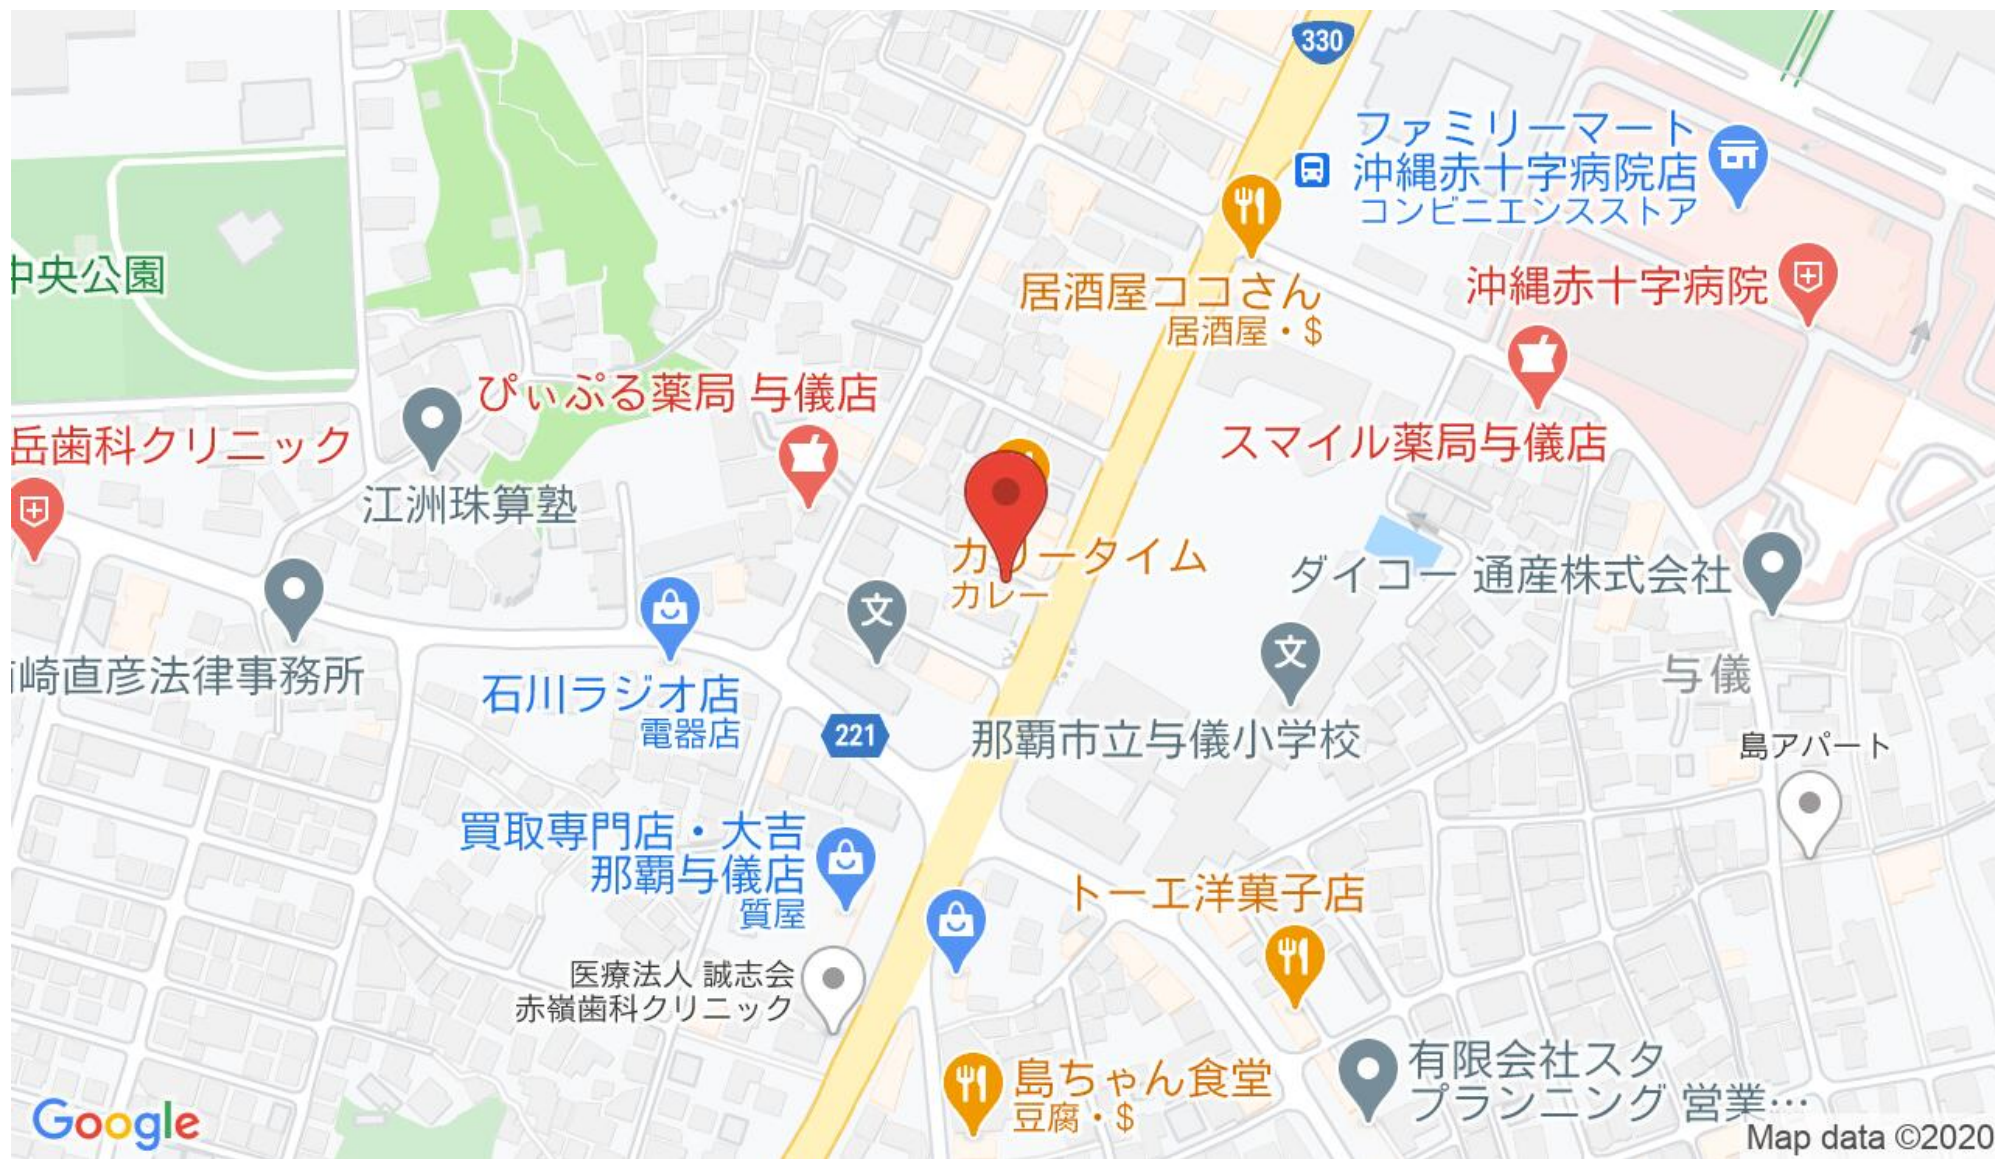 330
ファミリーマート
沖縄赤十字病院店
コンビニエンスストア
中央公園
居酒屋ココさん
居酒屋・$
沖縄赤十字病院
ぴぃぷる薬局 与儀店
岳歯科クリニック
スマイル薬局与儀店
江洲珠算塾
カリータイム
カレー
ダイコー 通産株式会社
文
文
崎直彦法律事務所
石川ラジオ店
電器店
与儀
221
那覇市立与儀小学校
島アパート
買取専門店・大吉
那覇与儀店
質屋
トーエ洋菓子店
医療法人 誠志会
赤嶺歯科クリニック
島ちゃん食堂
豆腐・$
有限会社スタ
プランニング 営業…
Google
Map data ©2020